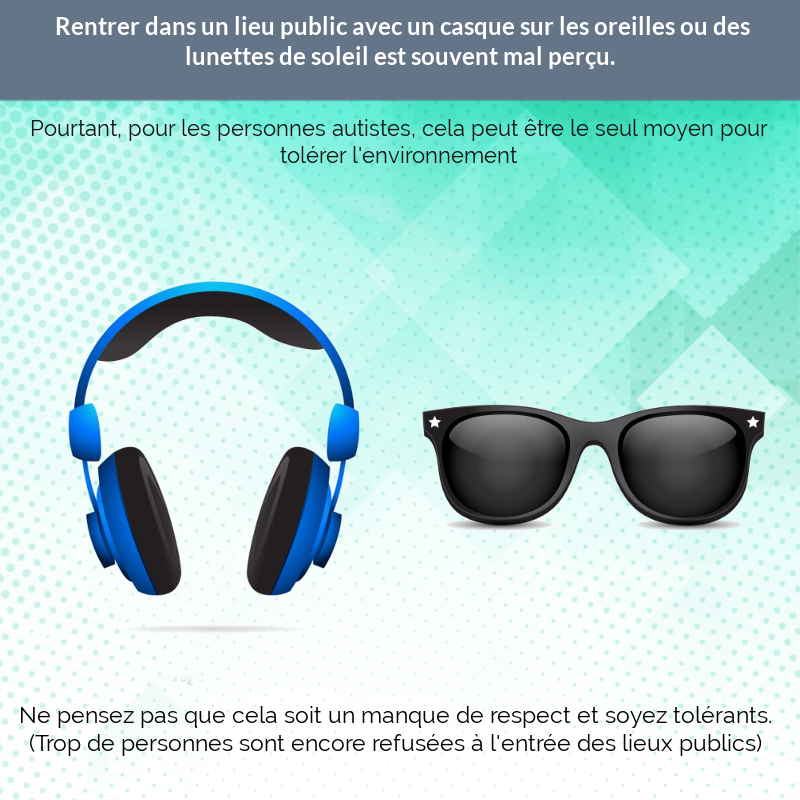 Rentrer dans un lieu public avec un casque sur les oreilles ou des
lunettes de soleil est souvent mal perçu.
Pourtant, pour les personnes autistes, cela peut être le seul moyen pour
tolérer l'environnement
Ne pensez pas que cela soit un manque de respect et soyez tolérants.
(Trop de personnes sont encore refusées à l'entrée des lieux publics)